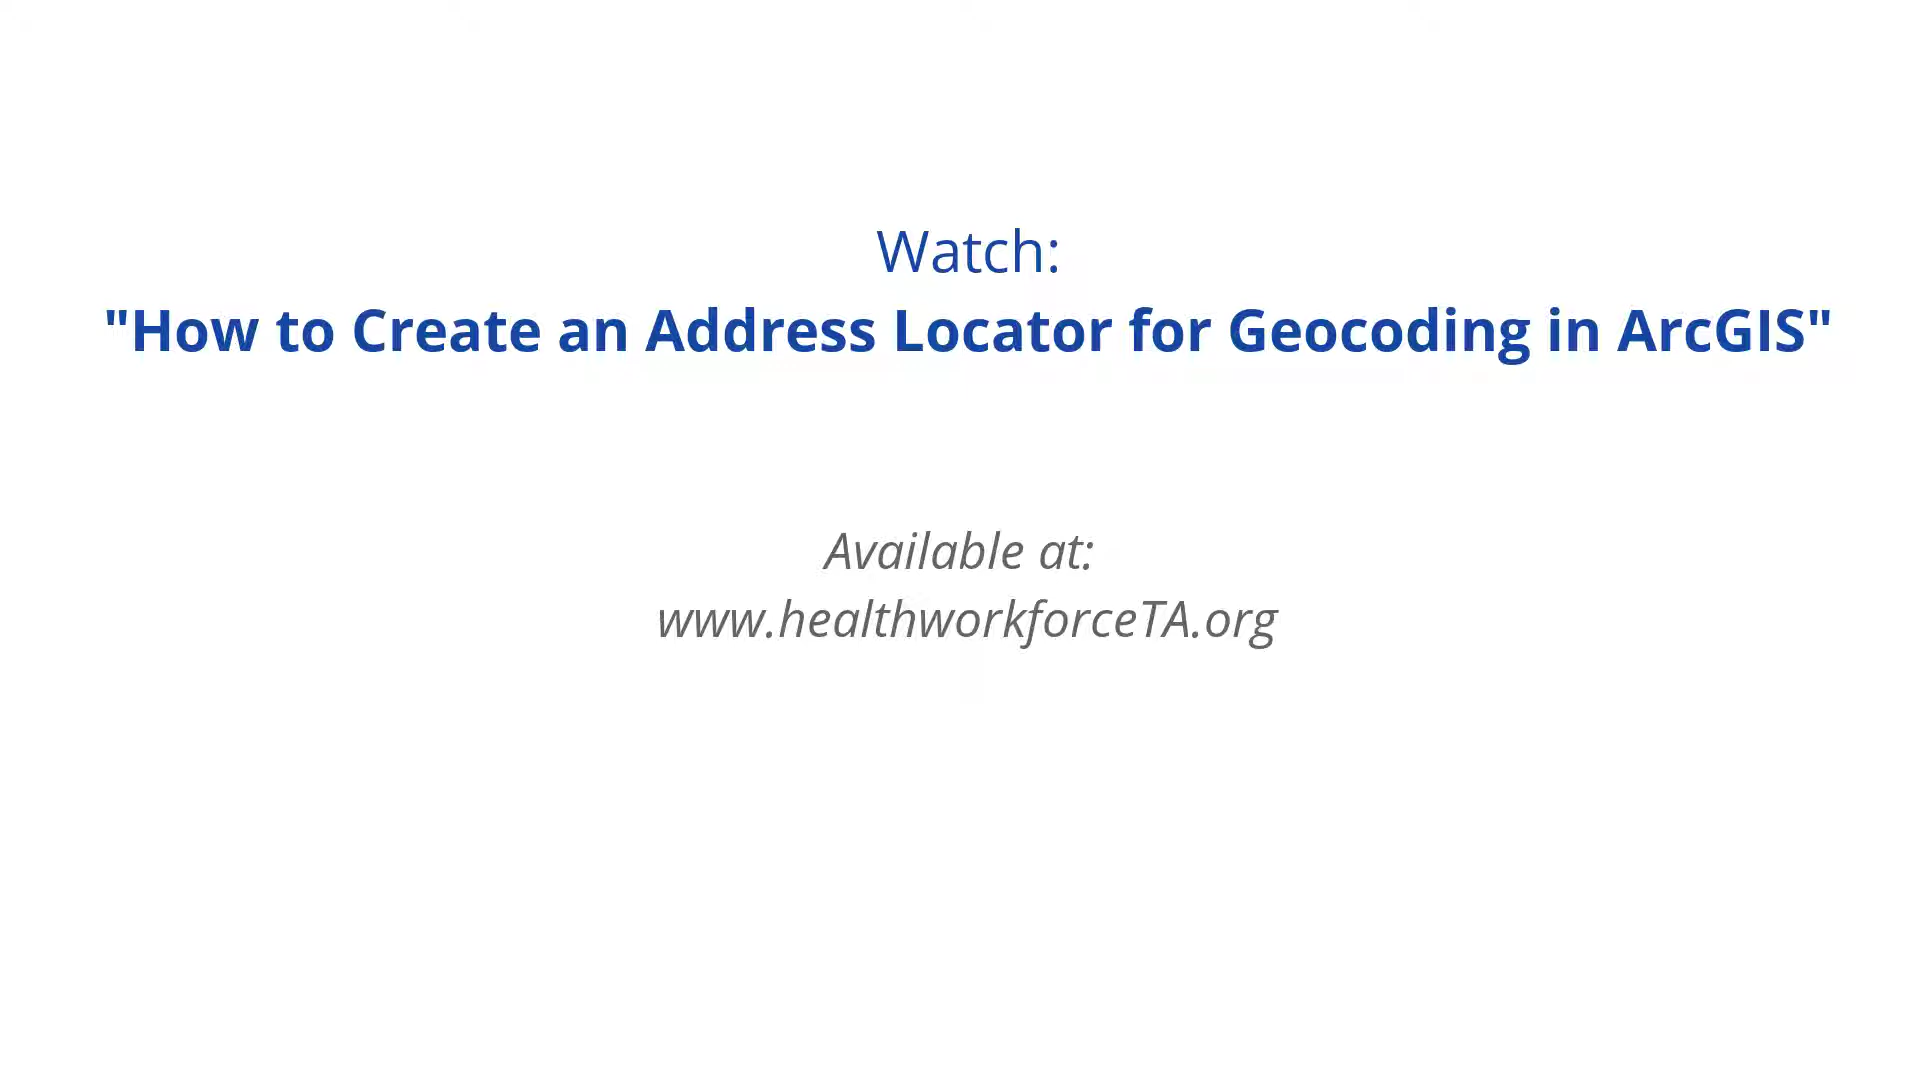 Watch:
"How to Create an Address Locator for Geocoding in ArcGIS"
Available at:
www.healthworkforceTA.org